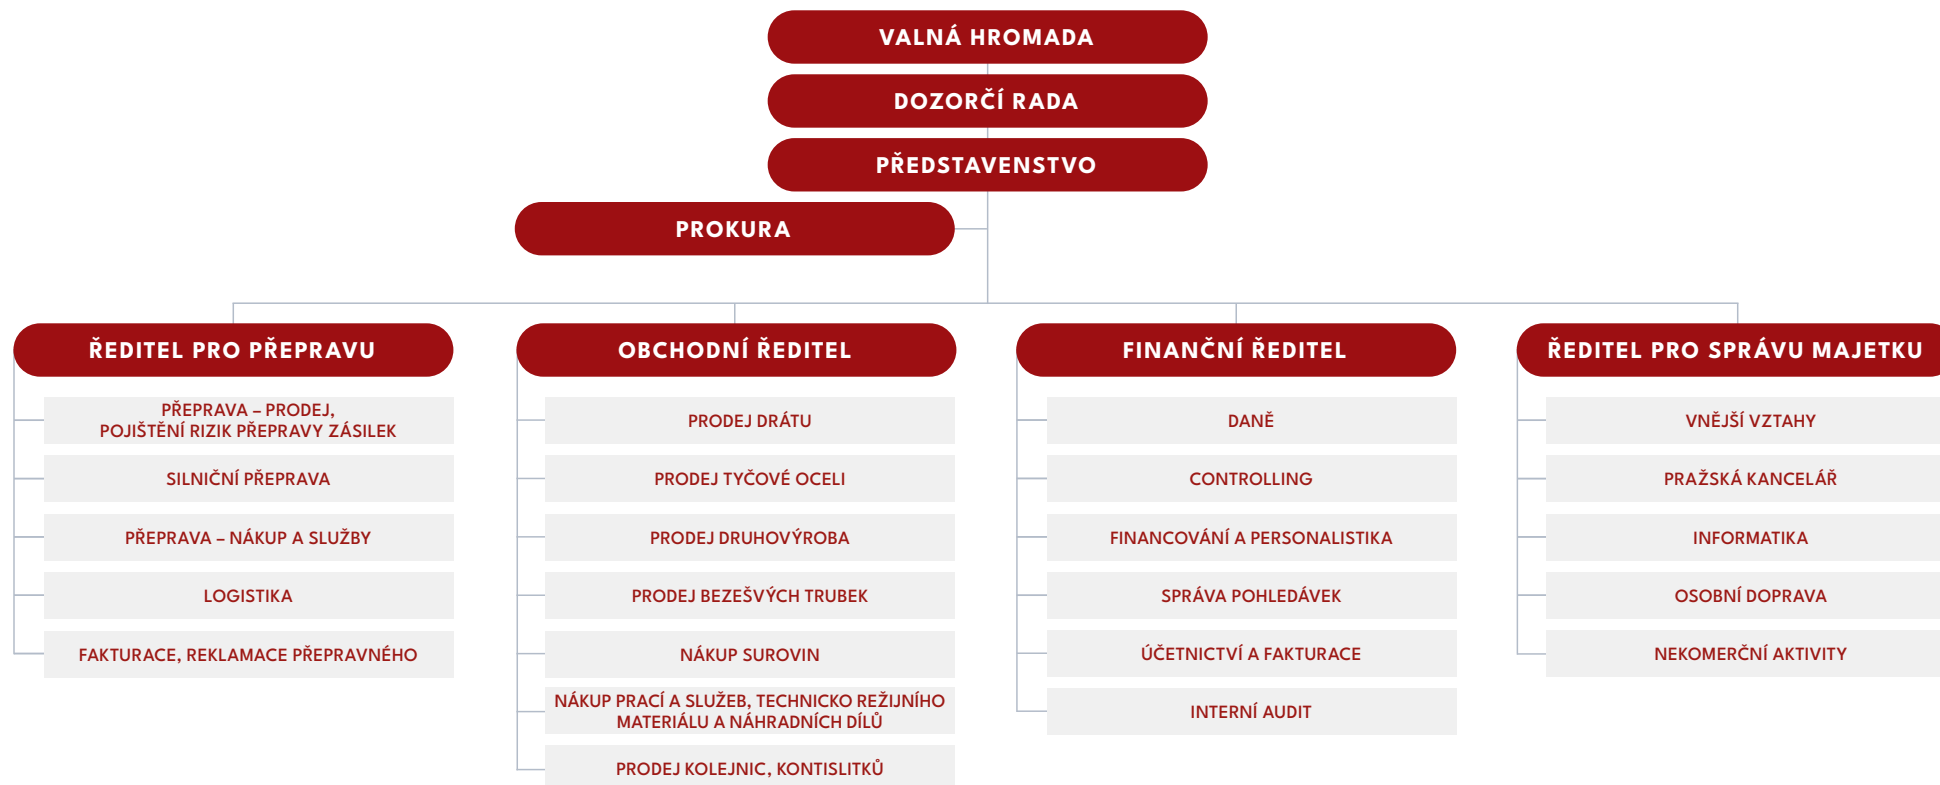 VALNÁ HROMADA
DOZORČÍ RADA
PŘEDSTAVENSTVO
PROKURA
ŘEDITEL PRO PŘEPRAVU
PŘEPRAVA – PRODEJ,
POJIŠTĚNÍ RIZIK PŘEPRAVY ZÁSILEK
SILNIČNÍ PŘEPRAVA
PŘEPRAVA – NÁKUP A SLUŽBY
LOGISTIKA
FAKTURACE, REKLAMACE PŘEPRAVNÉHO
OBCHODNÍ ŘEDITEL
PRODEJ DRÁTU
PRODEJ TYČOVÉ OCELI
PRODEJ DRUHOVÝROBA
PRODEJ BEZEŠVÝCH TRUBEK
NÁKUP SUROVIN
NÁKUP PRACÍ A SLUŽEB, TECHNICKO REŽIJNÍHO
MATERIÁLU A NÁHRADNÍCH DÍLŮ
PRODEJ KOLEJNIC, KONTISLITKŮ
FINANČNÍ ŘEDITEL
DANĚ
CONTROLLING
FINANCOVÁNÍ A PERSONALISTIKA
SPRÁVA POHLEDÁVEK
ÚČETNICTVÍ A FAKTURACE
INTERNÍ AUDIT
ŘEDITEL PRO SPRÁVU MAJETKU
VNĚJŠÍ VZTAHY
PRAŽSKÁ KANCELÁŘ
INFORMATIKA
OSOBNÍ DOPRAVA
NEKOMERČNÍ AKTIVITY